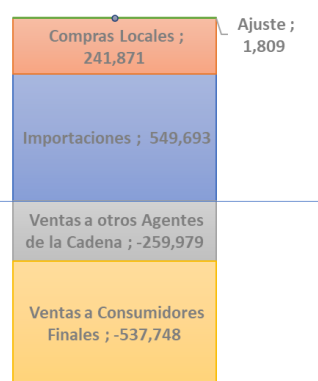 Compras Locales ;
241,871
Ajuste ;
1,809
Importaciones ; 549,693
Ventas a otros Agentes
de la Cadena ; -259,979
Ventas a Consumidores
Finales ; -537,748